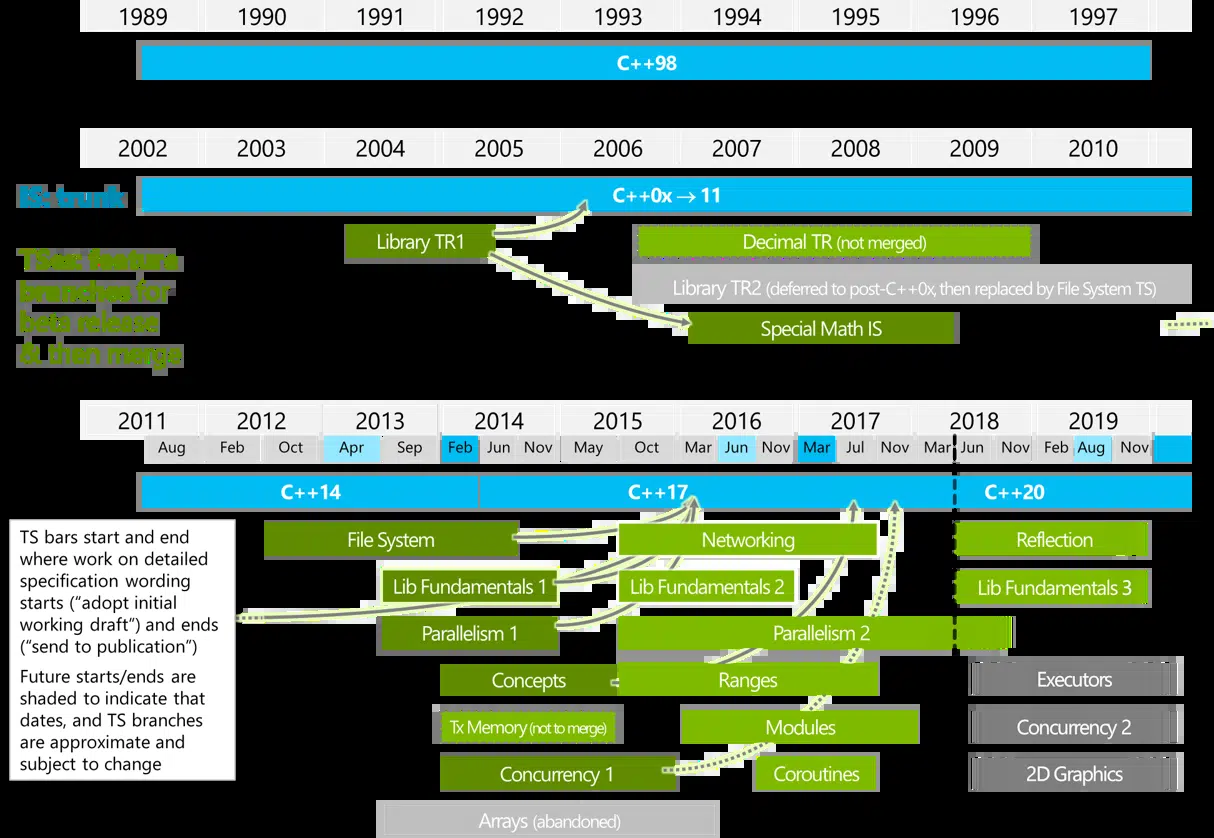 1989 1990 1991 1992 1993 1994 1995 1996 1997
C++98
2002 2003 2004 2005 2006 2007 2008 2009 2010
IS: trunk
C++0x → 11
Library TR1
Decimal TR (not merged)
Library TR2 (deferred to post-C++0x, then replaced by File System TS)
Special Math IS
TSes: feature
branches for
beta release
& then merge
2011 2012 2013 2014 2015 2016 2017 2018 2019
Aug Feb Oct Apr Sep Feb Jun Nov May Oct Mar Jun Nov Mar Jul Nov Mar Jun Nov Feb Aug Nov
C++14 C++17 C++20
TS bars start and end
where work on detailed
specification wording
starts (“adopt initial
working draft”) and ends
(“send to publication”)
Future starts/ends are
shaded to indicate that
dates, and TS branches
are approximate and
subject to change
File System Networking Reflection
Lib Fundamentals 1 Lib Fundamentals 2 Lib Fundamentals 3
Parallelism 1 Parallelism 2
Concepts Ranges Executors
Tx Memory (not to merge) Modules Concurrency 2
Concurrency 1 Coroutines 2D Graphics
Arrays (abandoned)